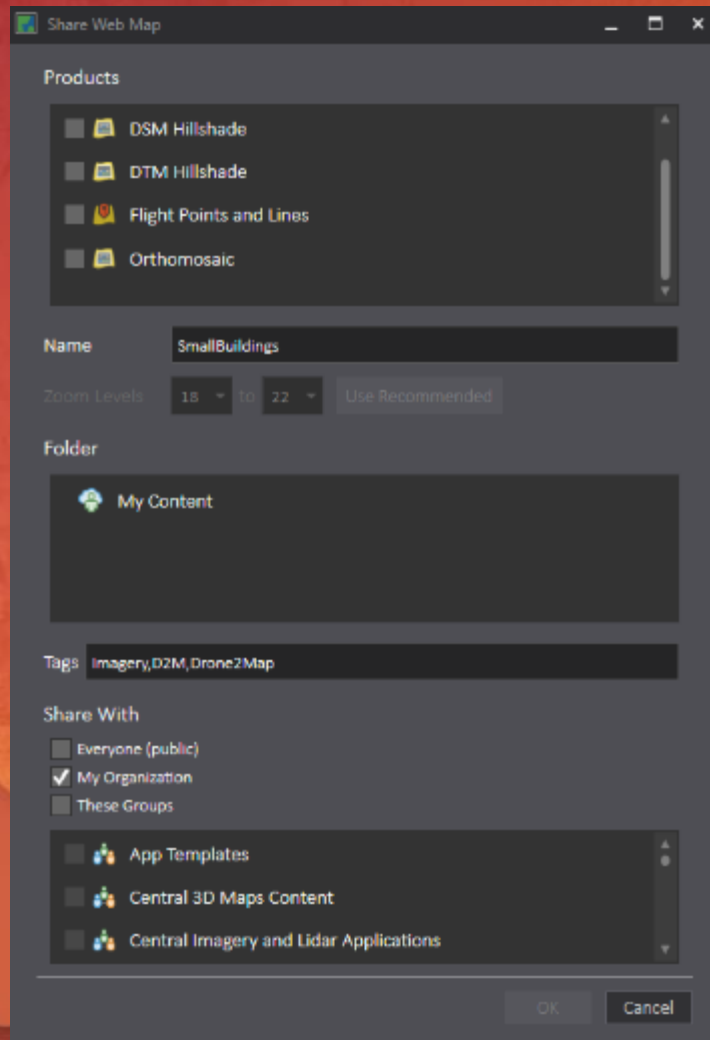 Share Web Map
Products
DSM Hillshade
DTM Hillshade
Flight Points and Lines
Orthomosaic
Name SmallBuildings
Zoom Levels 18 to 22 Use Recommended
Folder
My Content
Tags Imagery,D2M,Drone2Map
Share With
Everyone (public)
My Organization
These Groups
App Templates
Central 3D Maps Content
Central Imagery and Lidar Applications
OK Cancel